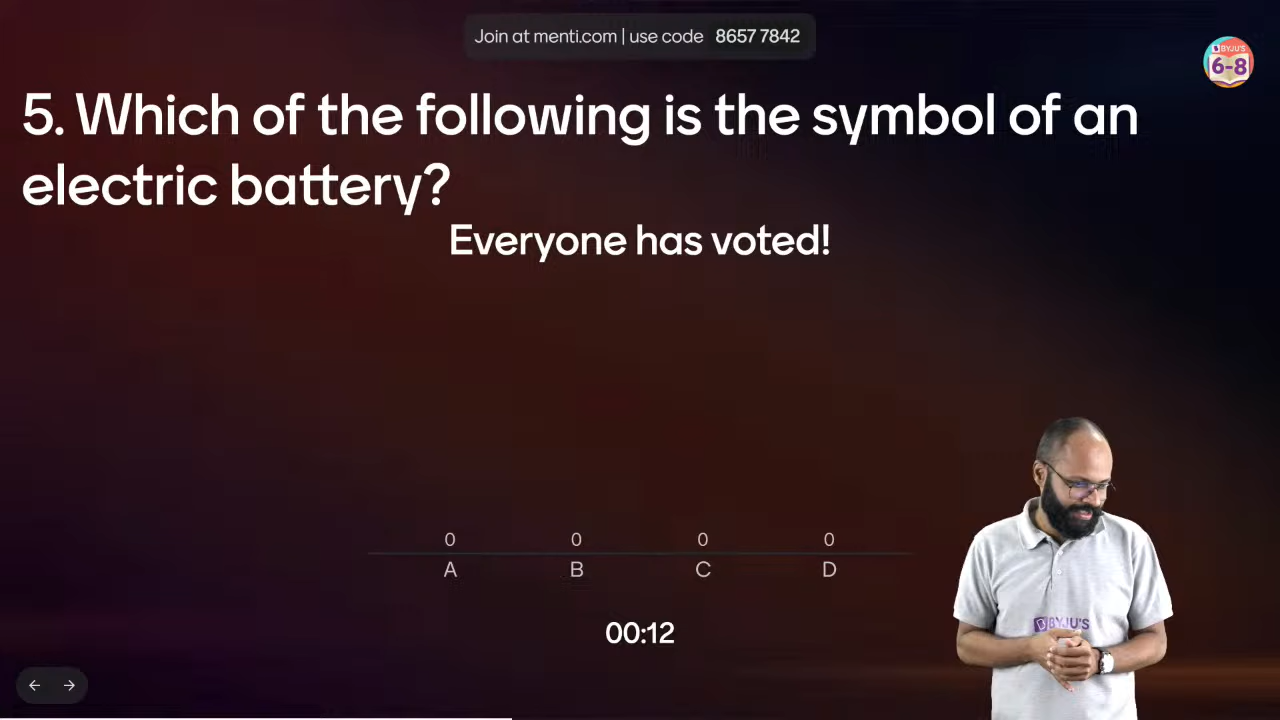 Join at menti.com | use code 8657 7842
BYJU'S
6-8
5. Which of the following is the symbol of an
electric battery?
Everyone has voted!
0 0 0 0
A B C D
00:12
BYJU'S